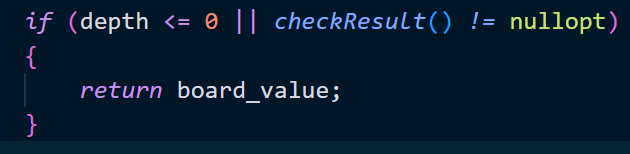 if (depth <= 0 || checkResult() != nullopt)
{
    return board_value;
}